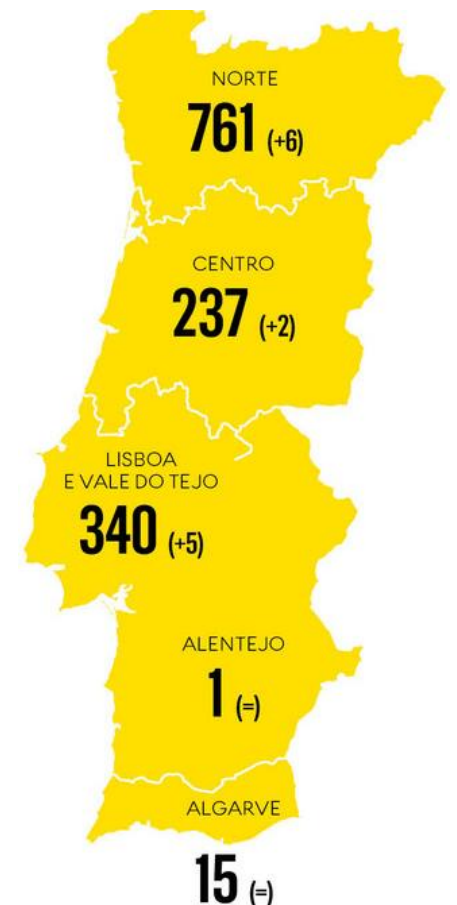 NORTE
761 (+6)
CENTRO
237 (+2)
LISBOA
E VALE DO TEJO
340 (+5)
ALENTEJO
1 (=)
ALGARVE
15 (=)